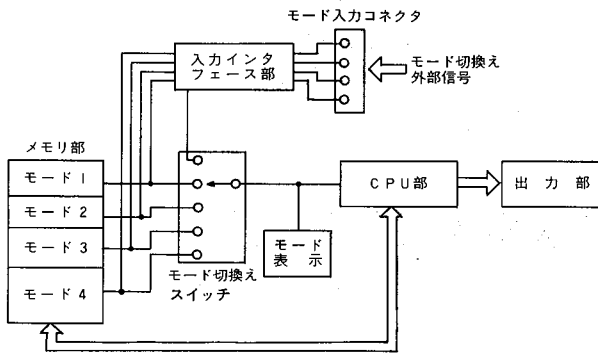 モード入力コネクタ
入力インタ
フェース部
モード切換え
外部信号
メモリ部
モード1
モード2
モード3
モード4
モード切換え
スイッチ
モード
表示
CPU部
出力部